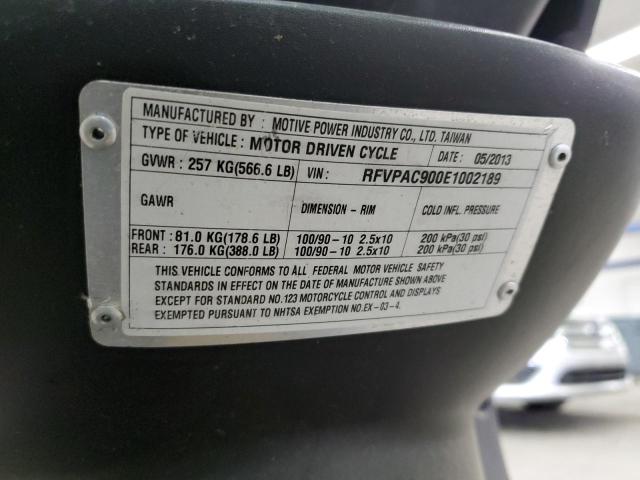 MANUFACTURED BY : MOTIVE POWER INDUSTRY CO., LTD. TAIWAN
TYPE OF VEHICLE : MOTOR DRIVEN CYCLE DATE : 05/2013
GVWR : 257 KG(566.6 LB) VIN : RFVPAC900E1002189
GAWR DIMENSION - RIM COLD INFL. PRESSURE
FRONT : 81.0 KG(178.6 LB) 100/90-10 2.5x10 200 kPa(30 psi)
REAR : 176.0 KG(388.0 LB) 100/90-10 2.5x10 200 kPa(30 psi)
THIS VEHICLE CONFORMS TO ALL FEDERAL MOTOR VEHICLE SAFETY
STANDARDS IN EFFECT ON THE DATE OF MANUFACTURE SHOWN ABOVE
EXCEPT FOR STANDARD NO.123 MOTORCYCLE CONTROL AND DISPLAYS
EXEMPTED PURSUANT TO NHTSA EXEMPTION NO.EX-03-4.